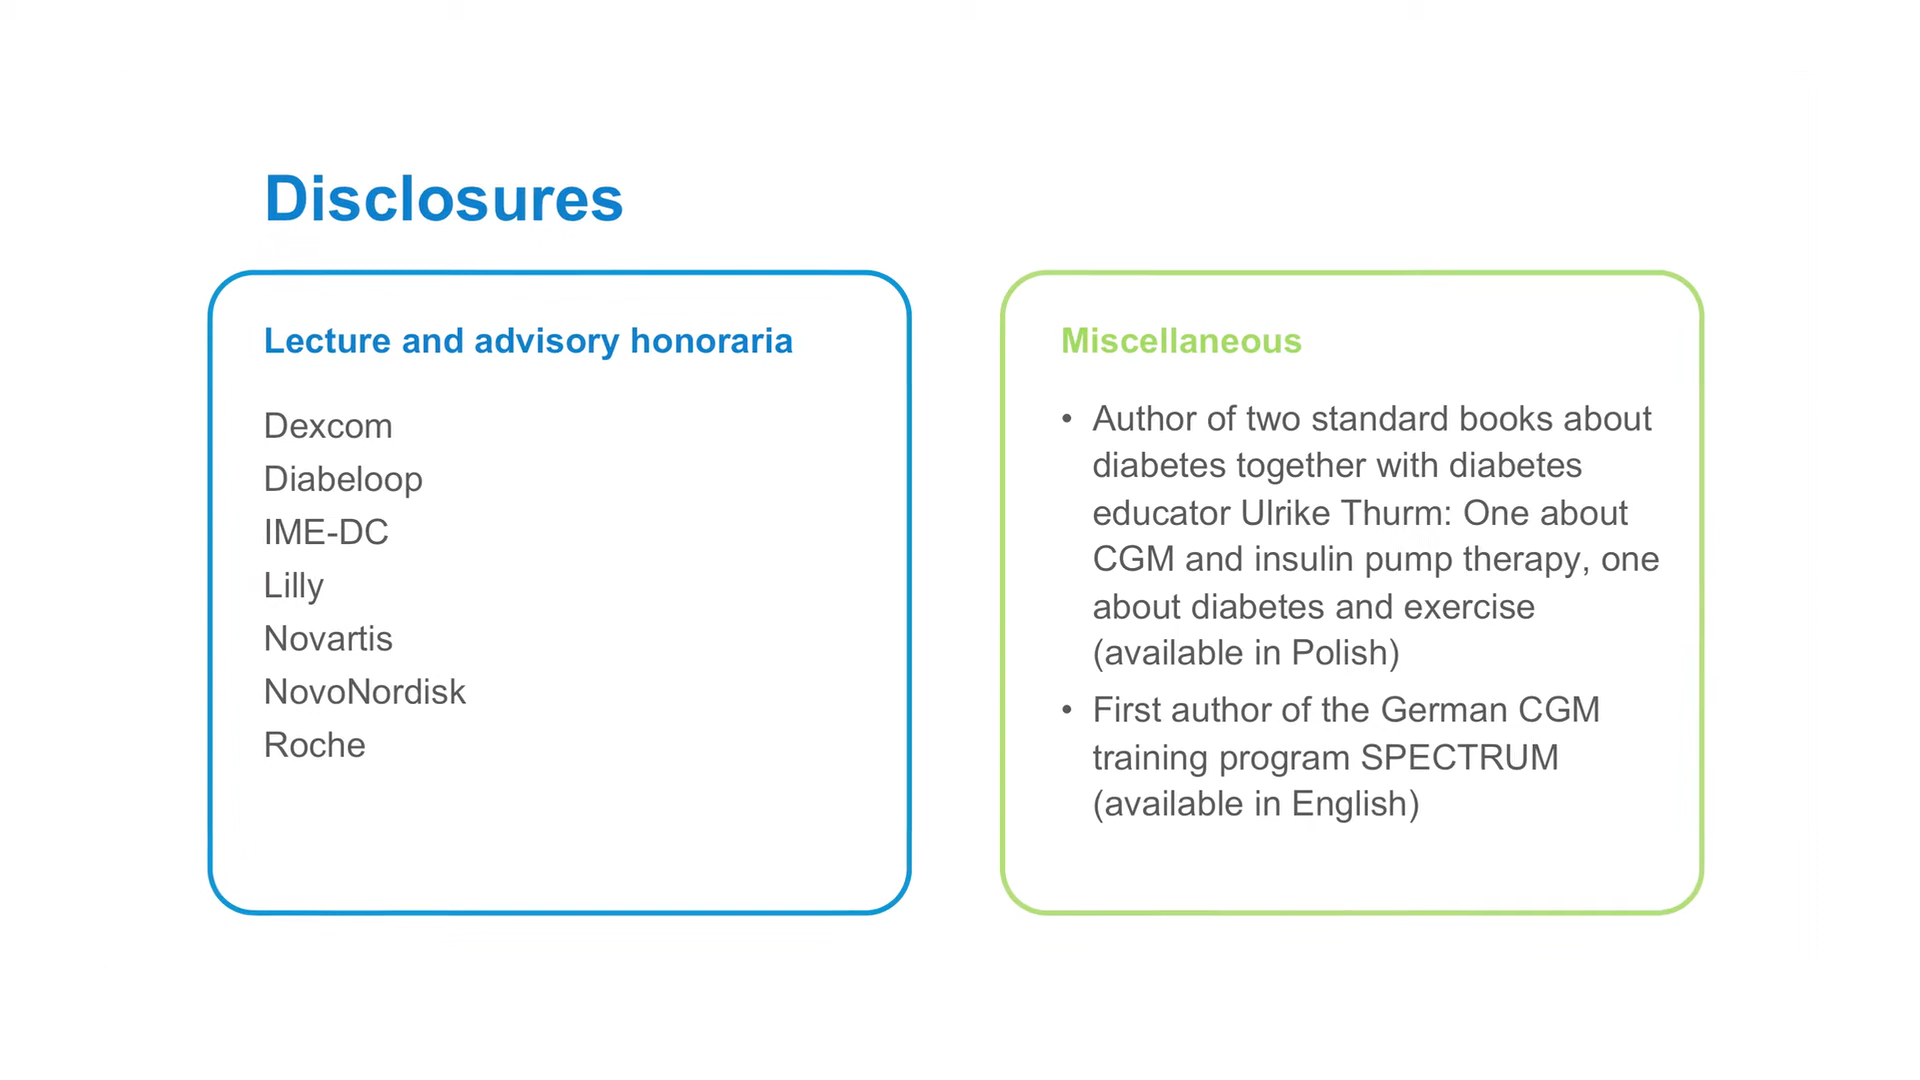 Disclosures
Lecture and advisory honoraria
Dexcom
Diabeloop
IME-DC
Lilly
Novartis
NovoNordisk
Roche
Miscellaneous
• Author of two standard books about
diabetes together with diabetes
educator Ulrike Thurm: One about
CGM and insulin pump therapy, one
about diabetes and exercise
(available in Polish)
• First author of the German CGM
training program SPECTRUM
(available in English)